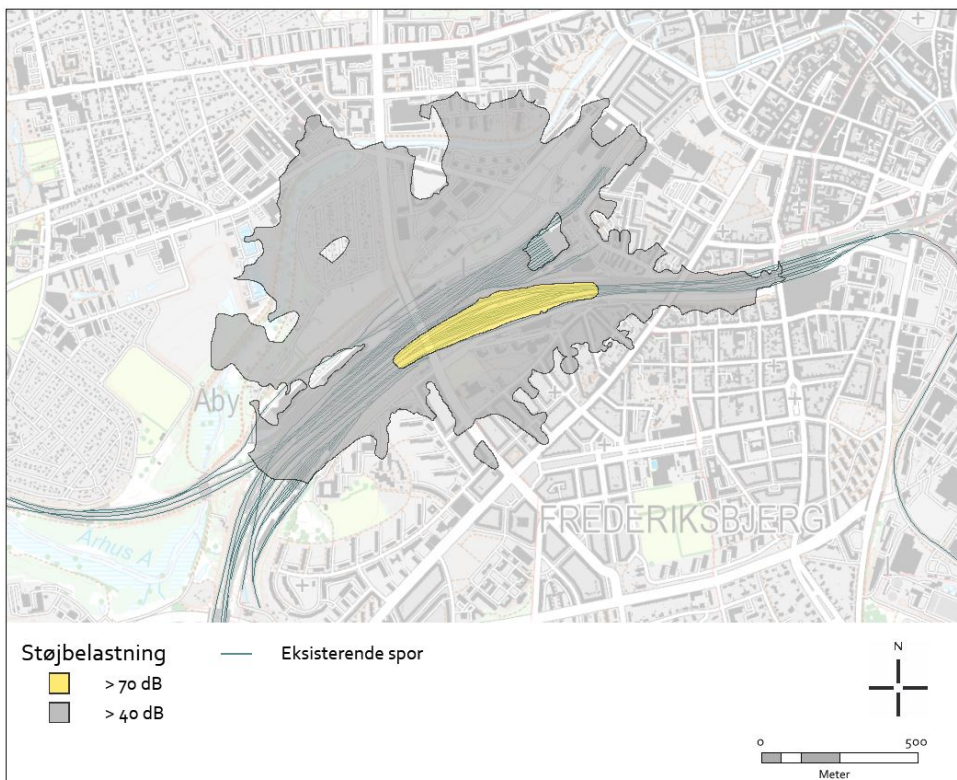 Åby
FREDERIKSBJERG
Århus Å
Støjbelastning
Eksisterende spor
> 70 dB
> 40 dB
N
0 500
Meter